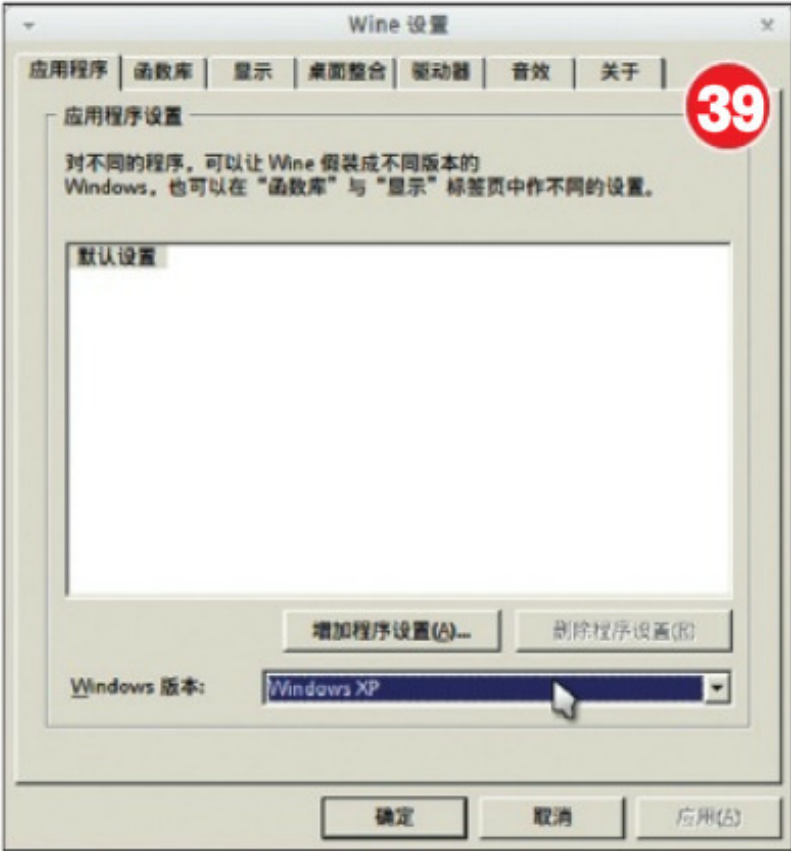 Wine 设置
应用程序 函数库 显示 桌面整合 驱动器 音效 关于
39
应用程序设置
对不同的程序，可以让 Wine 假装成不同版本的
Windows，也可以在“函数库”与“显示”标签页中作不同的设置。
默认设置
增加程序设置(A)... 删除程序设置(R)
Windows 版本: Windows XP
确定 取消 应用(A)